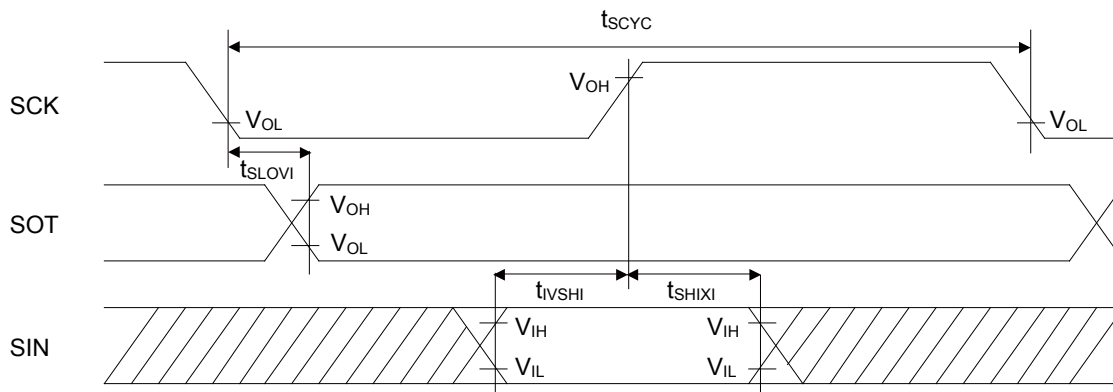 tSCYC
SCK
VOH
VOL
VOL
tSLOVI
SOT
VOH
VOL
tIVSHI
tSHIXI
SIN
VIH
VIH
VIL
VIL